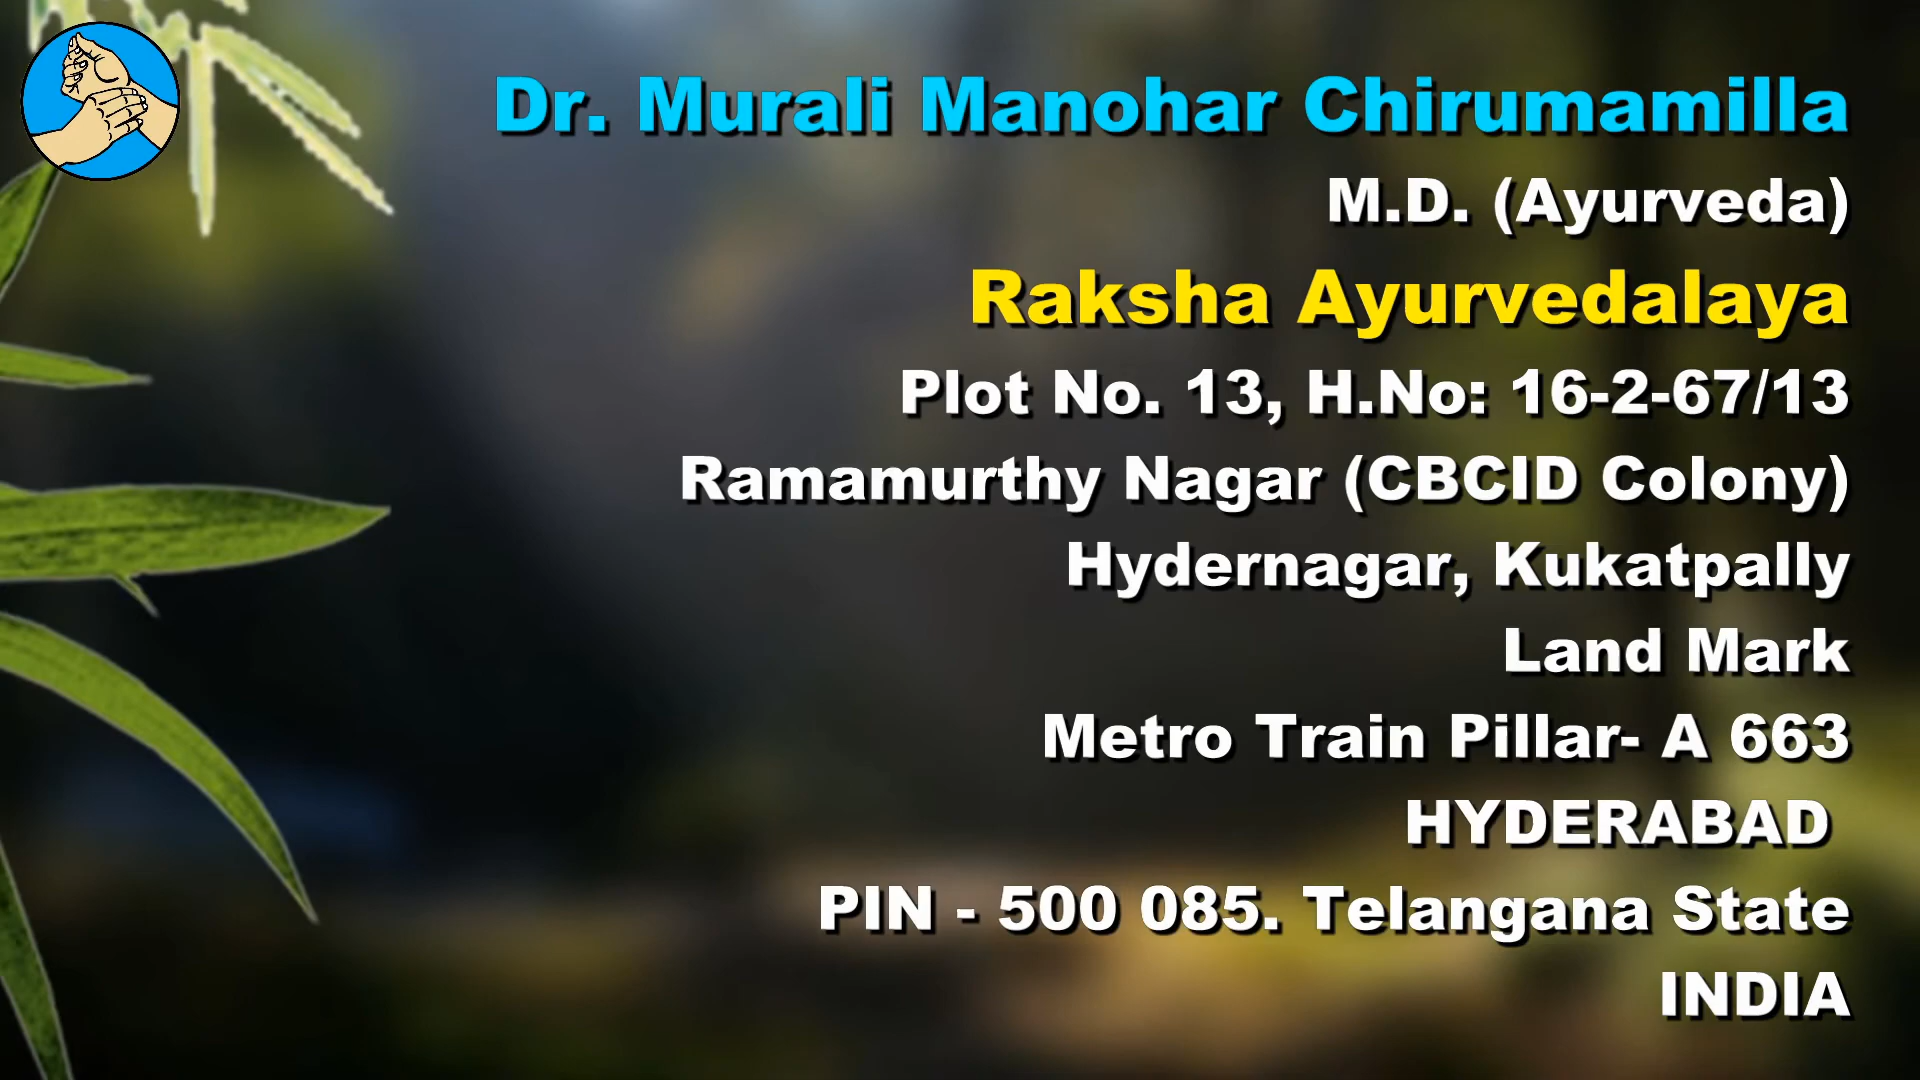 Dr. Murali Manohar Chirumamilla
M.D. (Ayurveda)
Raksha Ayurvedalaya
Plot No. 13, H.No: 16-2-67/13
Ramamurthy Nagar (CBCID Colony)
Hydernagar, Kukatpally
Land Mark
Metro Train Pillar- A 663
HYDERABAD
PIN - 500 085. Telangana State
INDIA